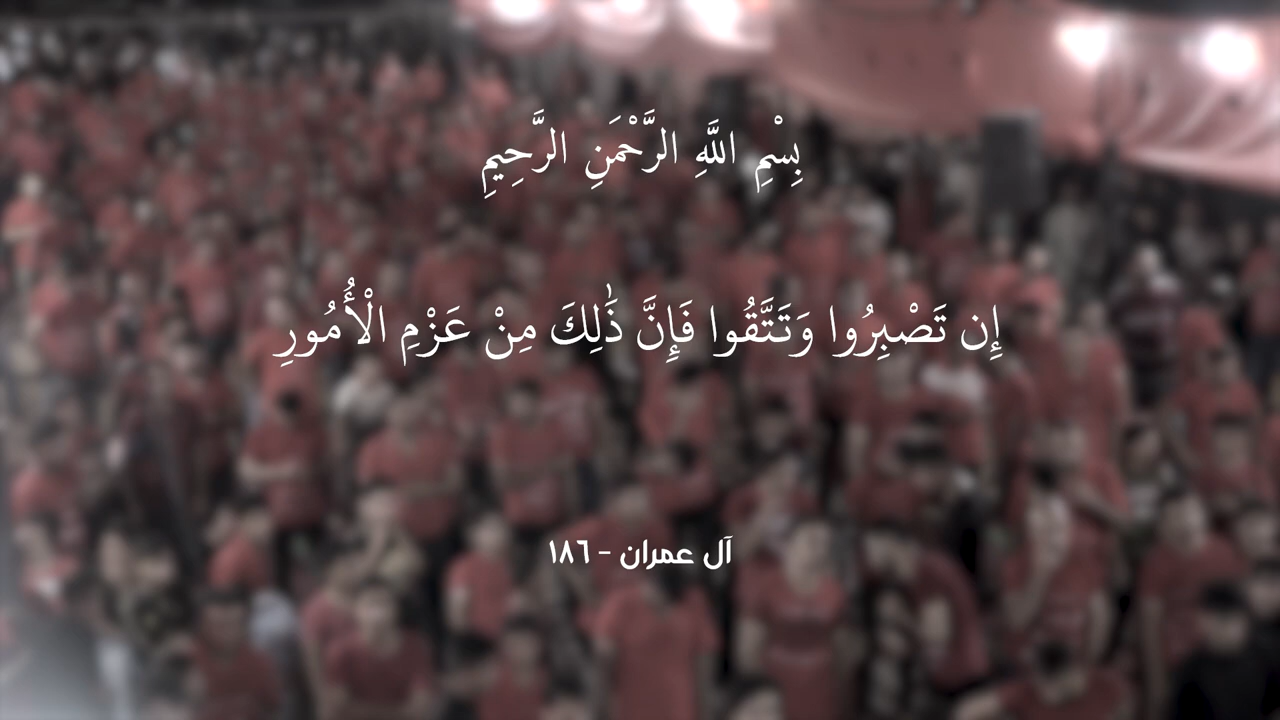 بِسْمِ اللَّهِ الرَّحْمَنِ الرَّحِيمِ
إِن تَصْبِرُوا وَتَتَّقُوا فَإِنَّ ذَٰلِكَ مِنْ عَزْمِ الْأُمُورِ
آل عمران - ١٨٦